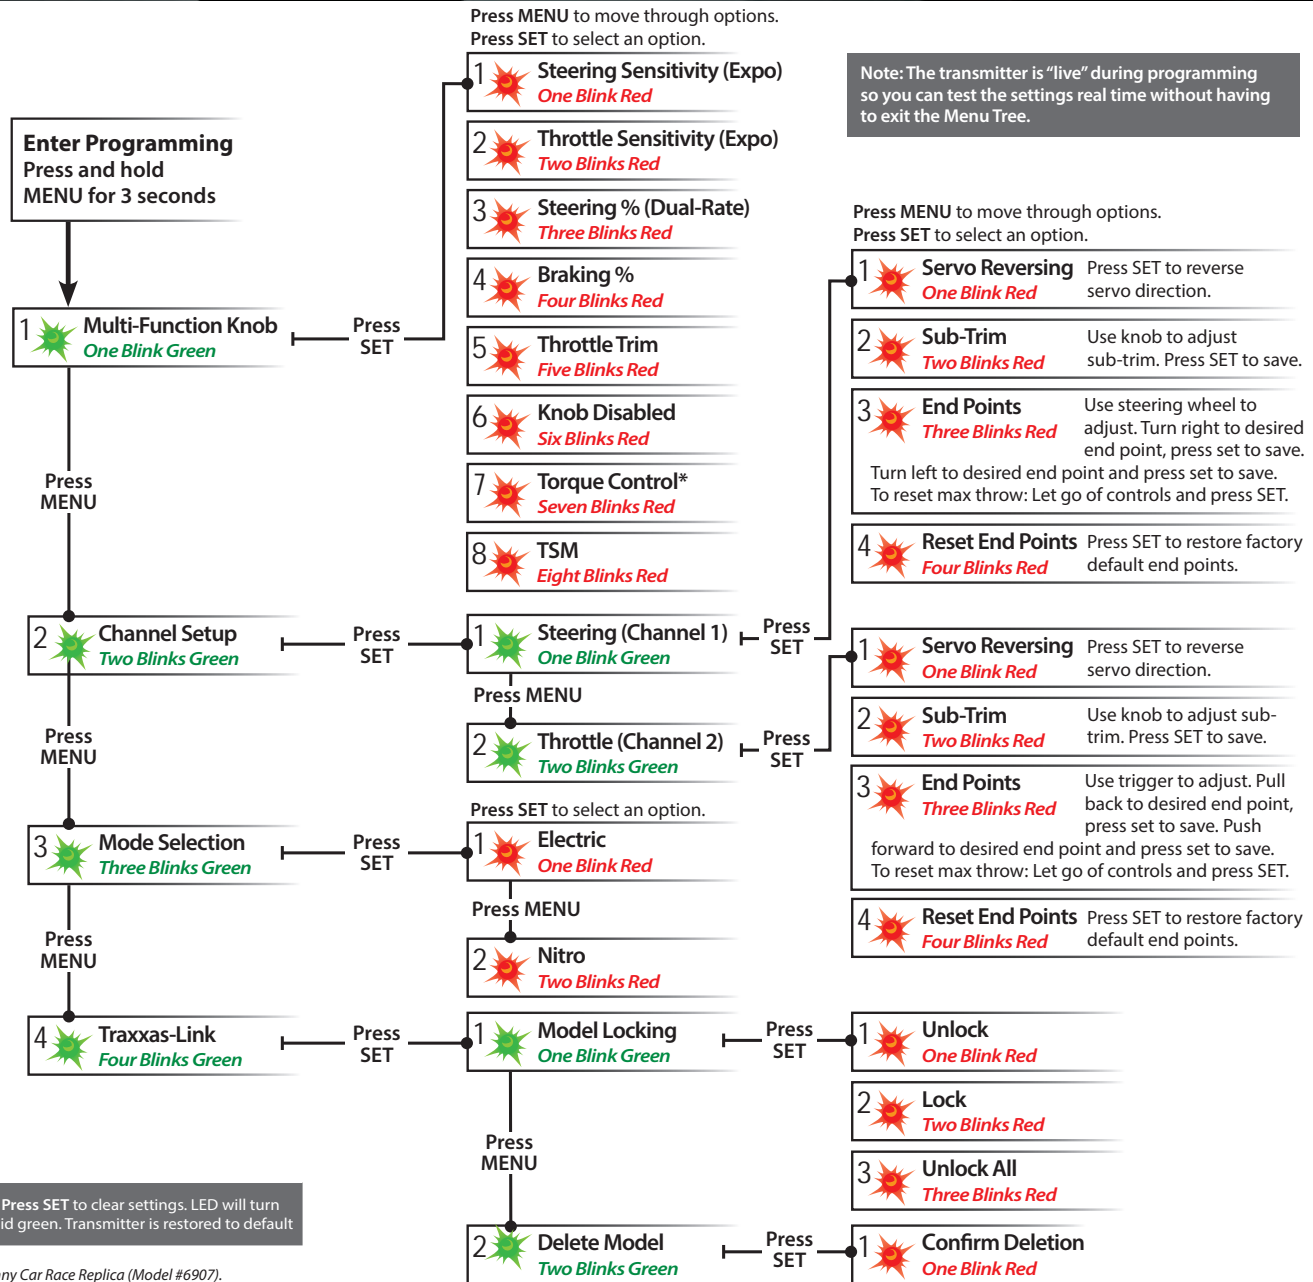 Press MENU to move through options.
Press SET to select an option.
1 Steering Sensitivity (Expo)
One Blink Red
Note: The transmitter is “live” during programming
so you can test the settings real time without having
to exit the Menu Tree.
Enter Programming
Press and hold
MENU for 3 seconds
2 Throttle Sensitivity (Expo)
Two Blinks Red
3 Steering % (Dual-Rate)
Three Blinks Red
4 Braking %
Four Blinks Red
1 Multi-Function Knob
One Blink Green
Press
SET
5 Throttle Trim
Five Blinks Red
6 Knob Disabled
Six Blinks Red
7 Torque Control*
Seven Blinks Red
8 TSM
Eight Blinks Red
Press MENU to move through options.
Press SET to select an option.
1 Servo Reversing Press SET to reverse
One Blink Red servo direction.
2 Sub-Trim Use knob to adjust
Two Blinks Red sub-trim. Press SET to save.
3 End Points Use steering wheel to
Three Blinks Red adjust. Turn right to desired
end point, press set to save.
Turn left to desired end point and press set to save.
To reset max throw: Let go of controls and press SET.
4 Reset End Points Press SET to restore factory
Four Blinks Red default end points.
Press
MENU
2 Channel Setup
Two Blinks Green
Press
SET
1 Steering (Channel 1)
One Blink Green
Press
SET
Press MENU
2 Throttle (Channel 2)
Two Blinks Green
Press
SET
1 Servo Reversing Press SET to reverse
One Blink Red servo direction.
2 Sub-Trim Use knob to adjust sub-
Two Blinks Red trim. Press SET to save.
3 End Points Use trigger to adjust. Pull
Three Blinks Red back to desired end point,
press set to save. Push
forward to desired end point and press set to save.
To reset max throw: Let go of controls and press SET.
4 Reset End Points Press SET to restore factory
Four Blinks Red default end points.
Press
MENU
3 Mode Selection
Three Blinks Green
Press
SET
Press SET to select an option.
1 Electric
One Blink Red
Press MENU
2 Nitro
Two Blinks Red
Press
MENU
4 Traxxas-Link
Four Blinks Green
Press
SET
1 Model Locking
One Blink Green
Press
SET
1 Unlock
One Blink Red
2 Lock
Two Blinks Red
3 Unlock All
Three Blinks Red
Press
MENU
2 Delete Model
Two Blinks Green
Press
SET
1 Confirm Deletion
One Blink Red
Press SET to clear settings. LED will turn
id green. Transmitter is restored to default
ny Car Race Replica (Model #6907).